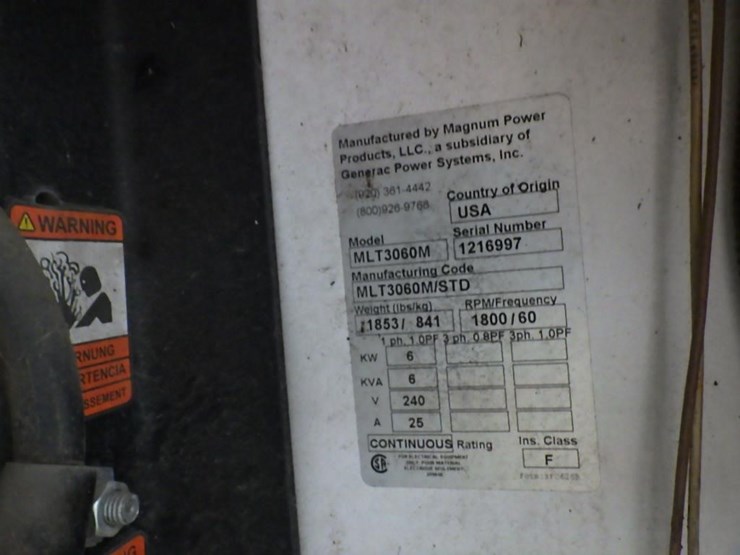 Manufactured by Magnum Power
Products, LLC., a subsidiary of
Generac Power Systems, Inc.
(920) 361-4442
(800)926-9768
Country of Origin
USA
Model
MLT3060M
Serial Number
1216997
Manufacturing Code
MLT3060M/STD
Weight (lbs/kg)
1853/ 841
RPM/Frequency
1800 / 60
1 ph. 1.0PF 3 ph. 0.8PF 3ph. 1.0PF
KW 6
KVA 6
V 240
A 25
CONTINUOUS Rating
Ins. Class
F
WARNING
RNUNG
RTENCIA
SSEMENT